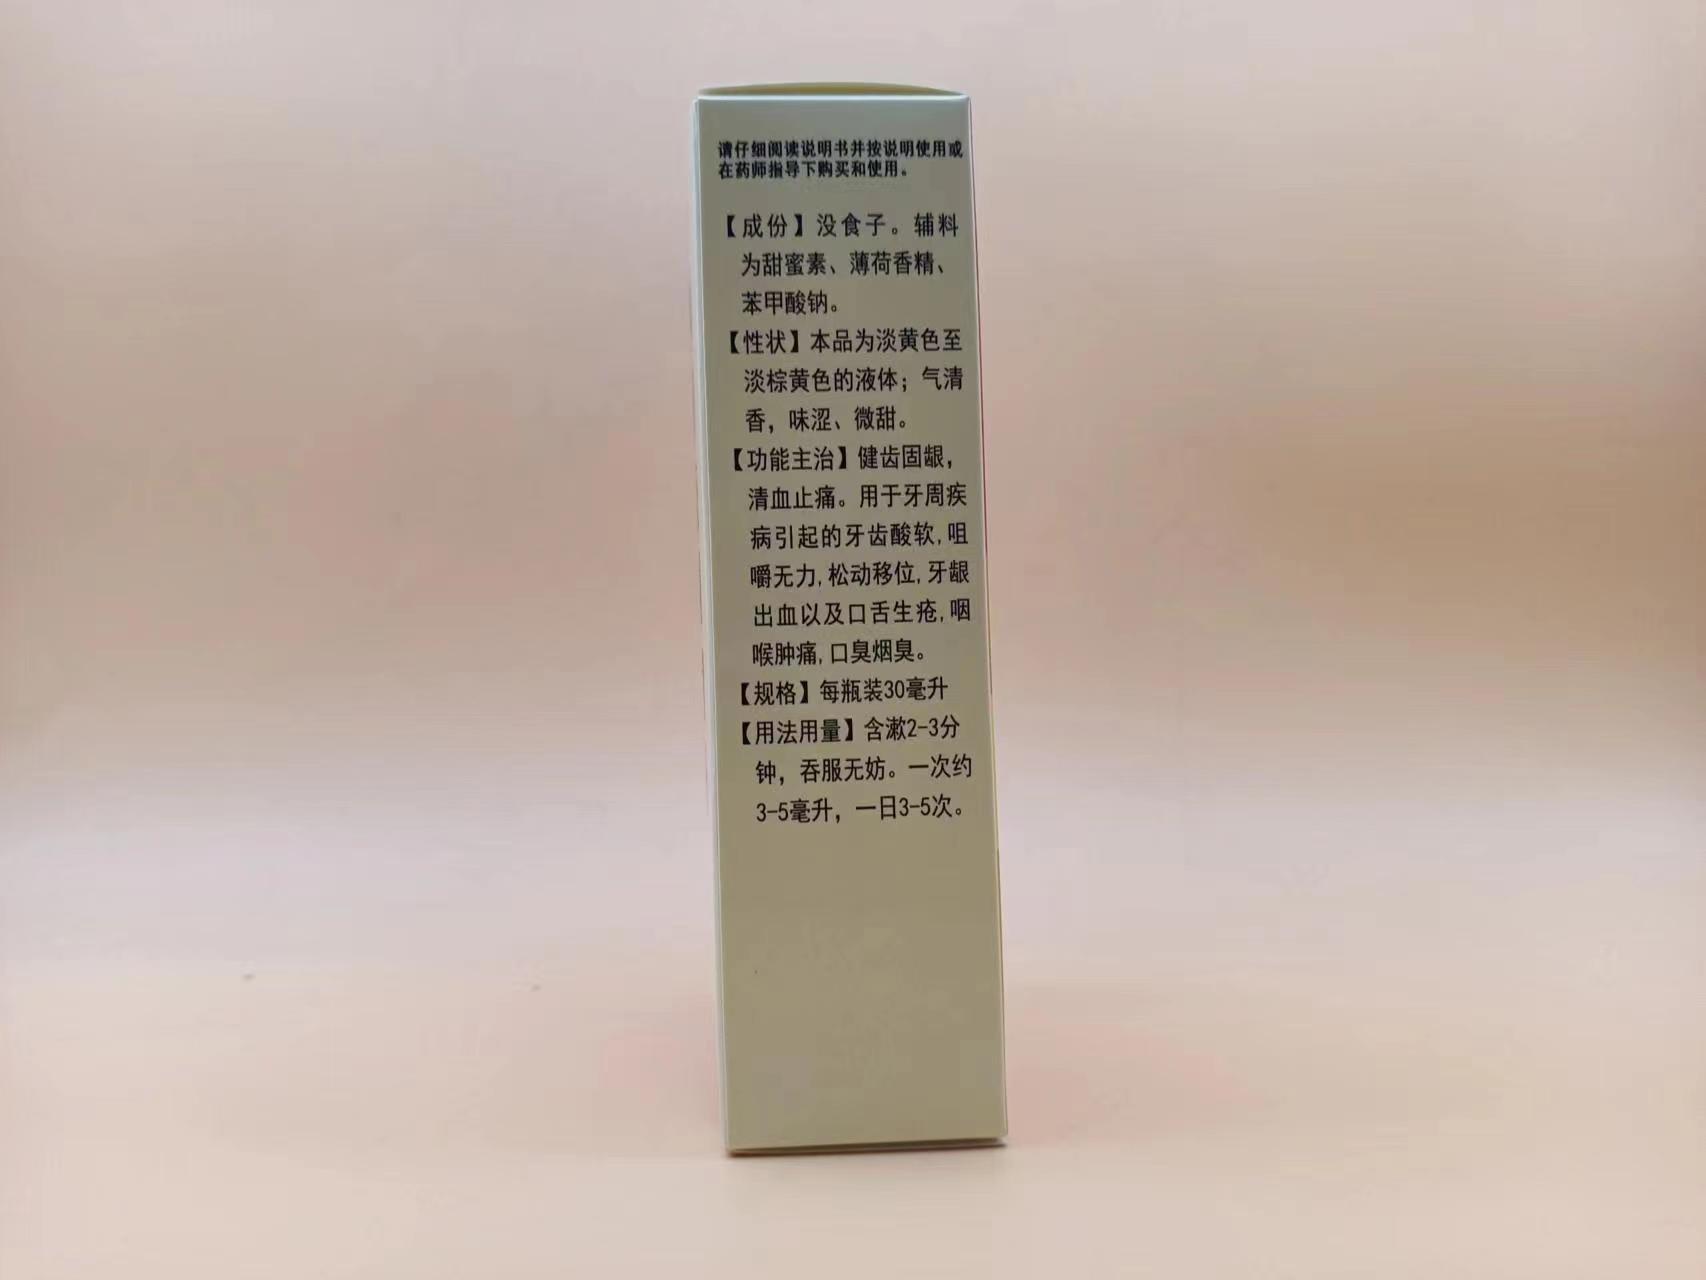 请仔细阅读说明书并按说明使用或
在药师指导下购买和使用。
【成份】没食子。辅料
为甜蜜素、薄荷香精、
苯甲酸钠。
【性状】本品为淡黄色至
淡棕黄色的液体；气清
香，味涩、微甜。
【功能主治】健齿固龈，
清血止痛。用于牙周疾
病引起的牙齿酸软,咀
嚼无力,松动移位,牙龈
出血以及口舌生疮,咽
喉肿痛,口臭烟臭。
【规格】每瓶装30毫升
【用法用量】含漱2-3分
钟，吞服无妨。一次约
3-5毫升，一日3-5次。